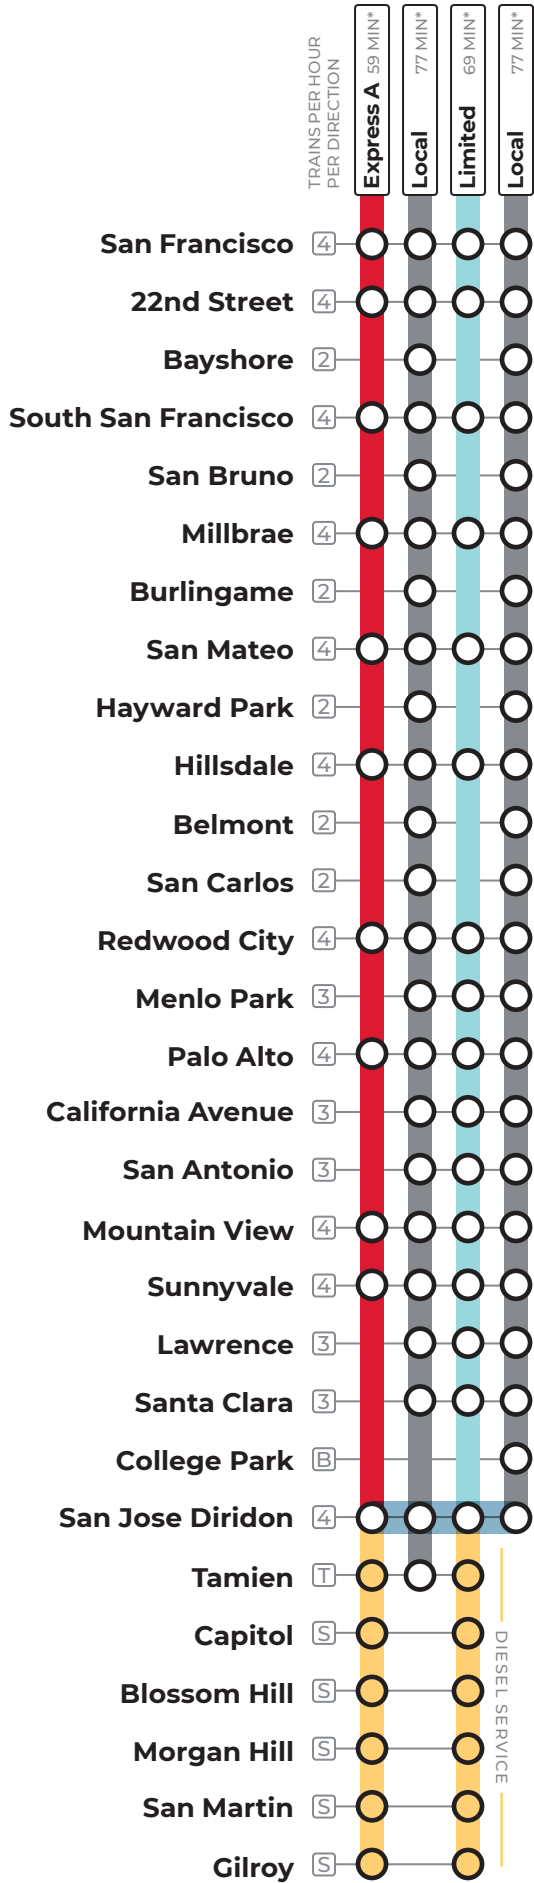 TRAINS PER HOUR
PER DIRECTION
Express A 59 MIN*
Local 77 MIN*
Limited 69 MIN*
Local 77 MIN*
San Francisco 4
22nd Street 4
Bayshore 2
South San Francisco 4
San Bruno 2
Millbrae 4
Burlingame 2
San Mateo 4
Hayward Park 2
Hillsdale 4
Belmont 2
San Carlos 2
Redwood City 4
Menlo Park 3
Palo Alto 4
California Avenue 3
San Antonio 3
Mountain View 4
Sunnyvale 4
Lawrence 3
Santa Clara 3
College Park B
San Jose Diridon 4
Tamien T
Capitol S
Blossom Hill S
Morgan Hill S
San Martin S
Gilroy S
DIESEL SERVICE